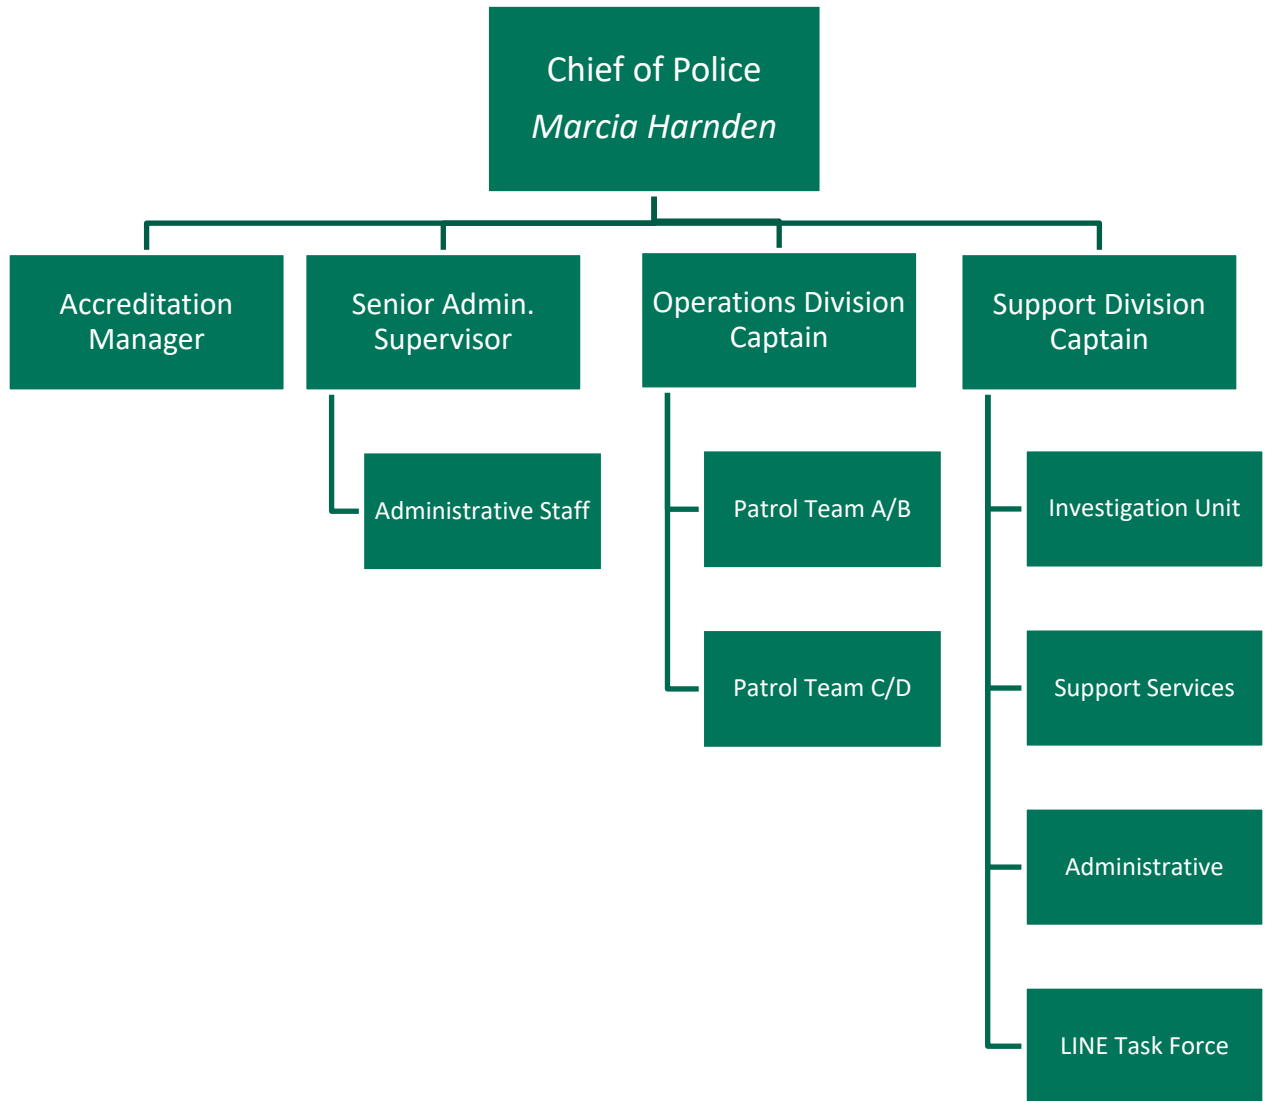 Chief of Police
Marcia Harnden
Accreditation
Manager
Senior Admin.
Supervisor
Operations Division
Captain
Support Division
Captain
Administrative Staff
Patrol Team A/B
Investigation Unit
Patrol Team C/D
Support Services
Administrative
LINE Task Force